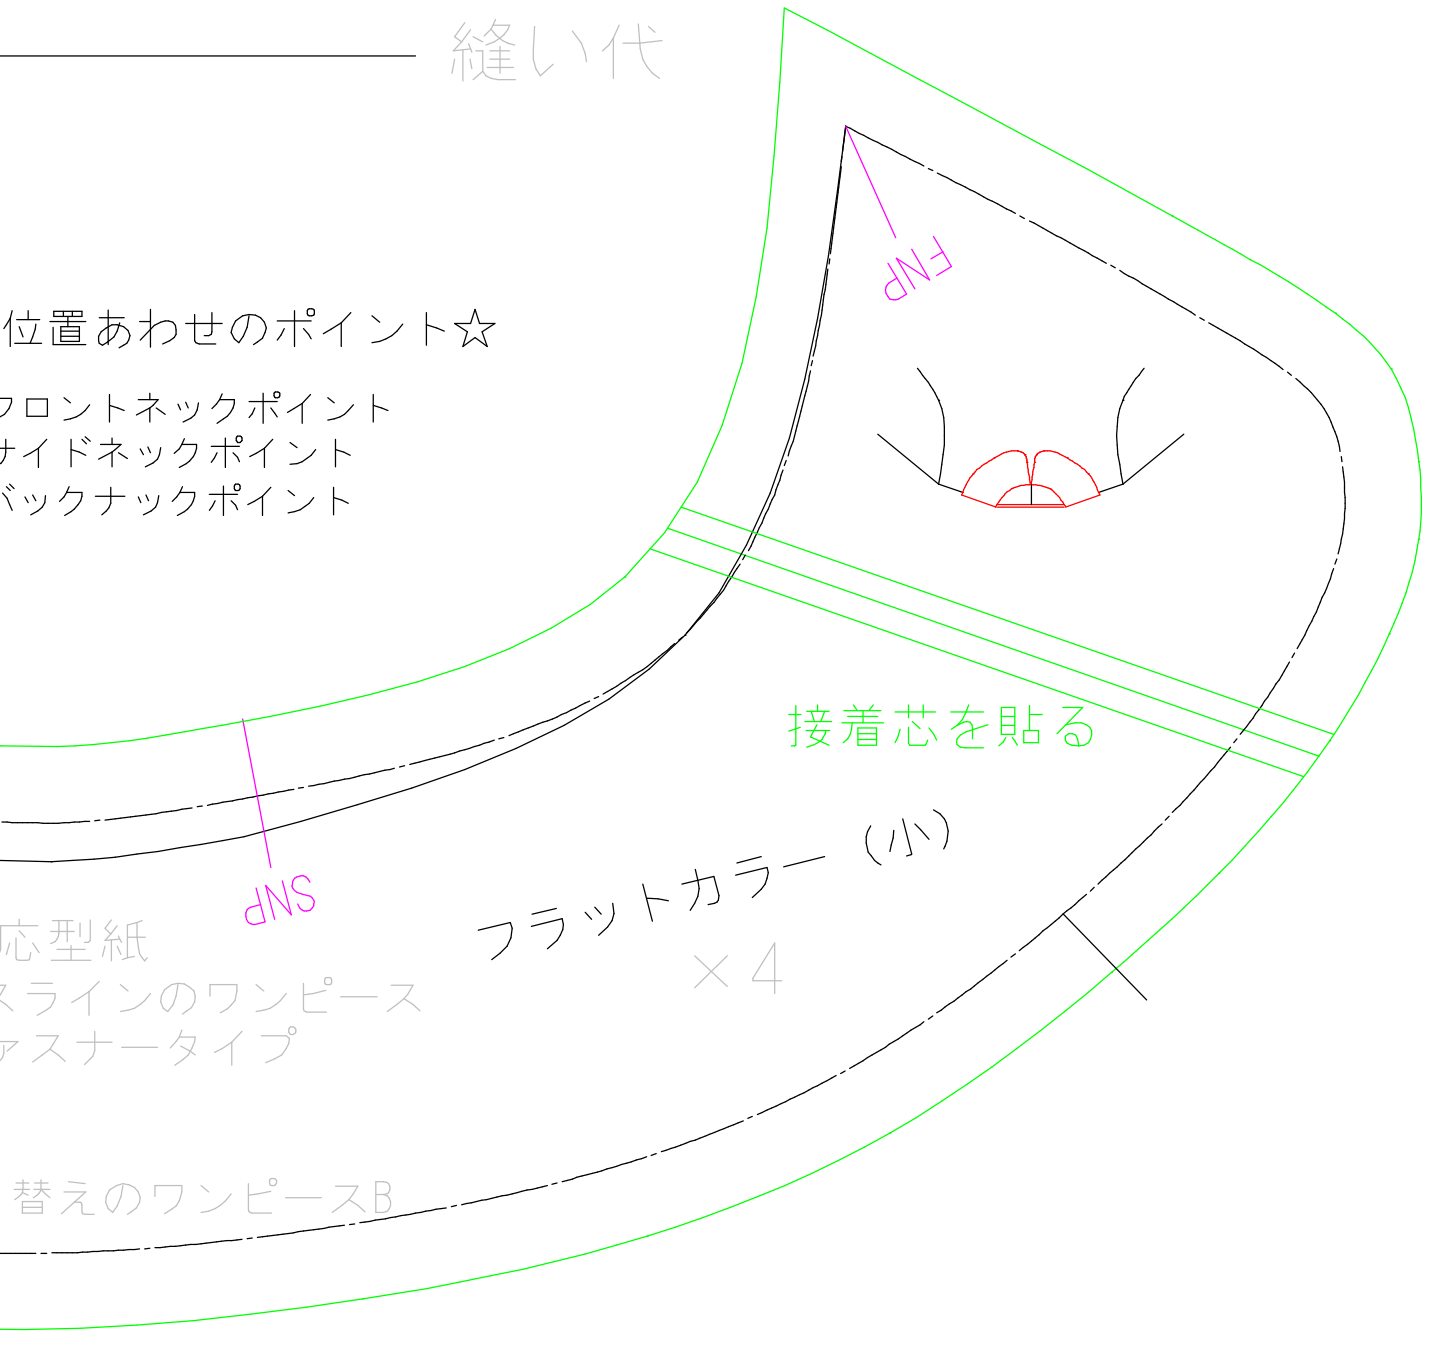 縫い代
位置あわせのポイント☆
フロントネックポイント
サイドネックポイント
バックナックポイント
FNP
接着芯を貼る
SNP
フラットカラー（小）
×4
応型紙
スラインのワンピース
ァスナータイプ
替えのワンピースB